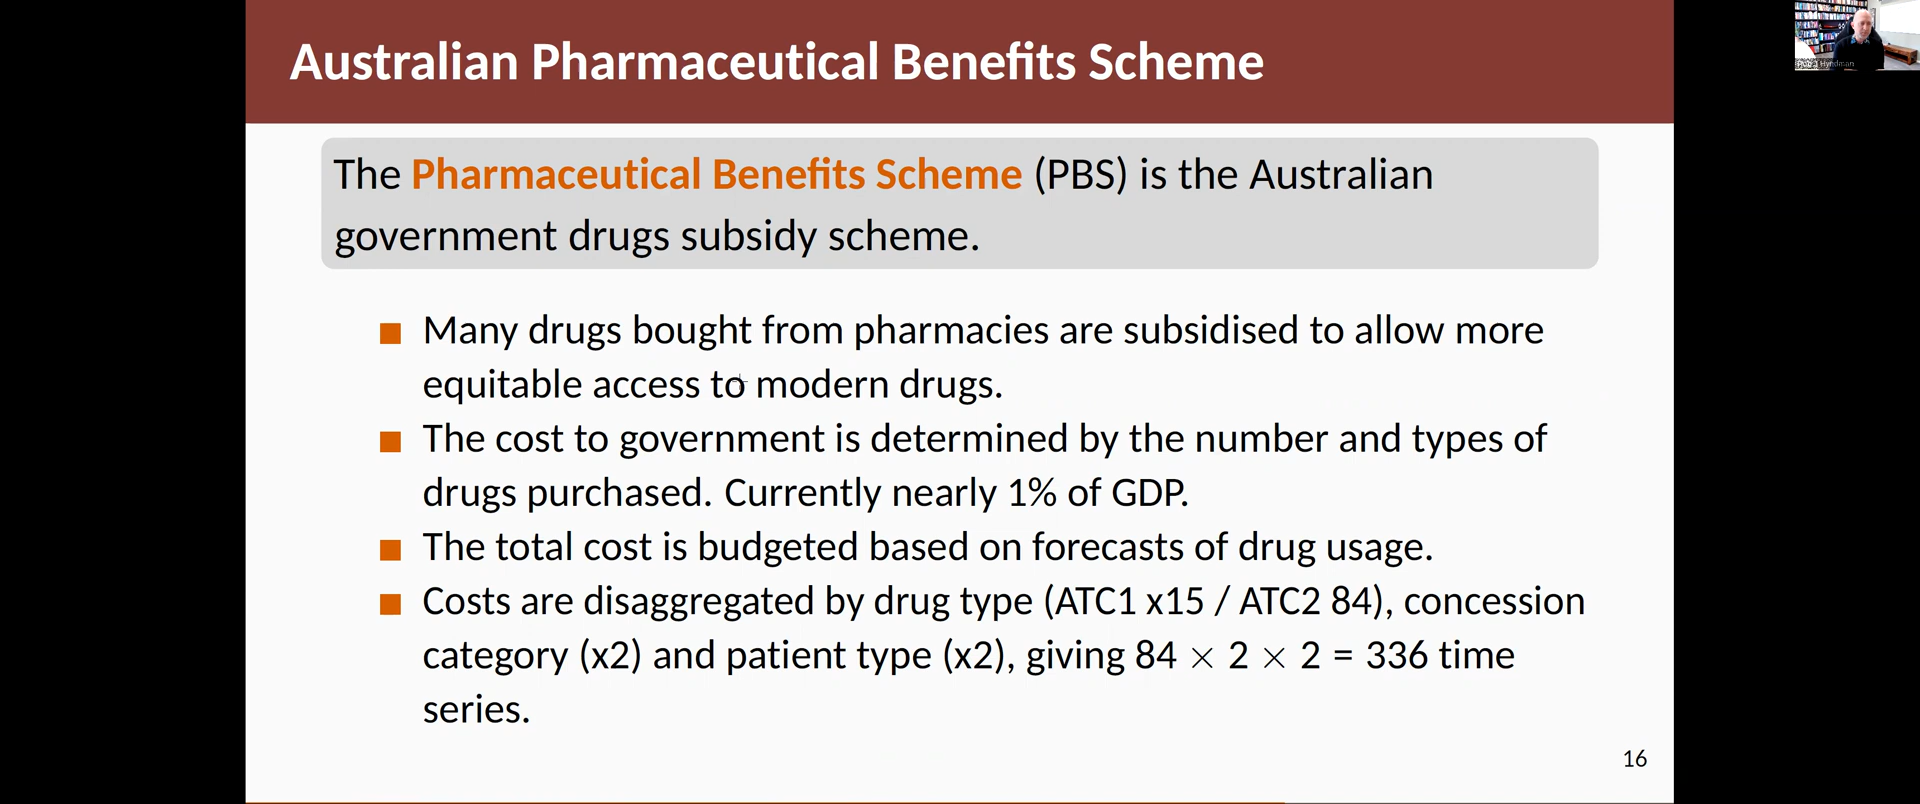 Australian Pharmaceutical Benefits Scheme
The Pharmaceutical Benefits Scheme (PBS) is the Australian
government drugs subsidy scheme.
Many drugs bought from pharmacies are subsidised to allow more
equitable access to modern drugs.
The cost to government is determined by the number and types of
drugs purchased. Currently nearly 1% of GDP.
The total cost is budgeted based on forecasts of drug usage.
Costs are disaggregated by drug type (ATC1 x15 / ATC2 84), concession
category (x2) and patient type (x2), giving 84 × 2 × 2 = 336 time
series.
16
Hyndman